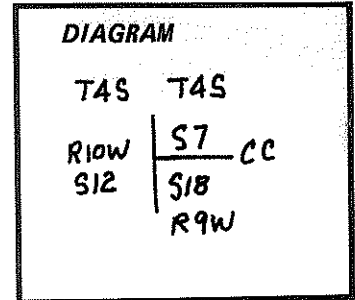 DIAGRAM
T4S T4S
R10W S7 CC
S12 S18
R9W